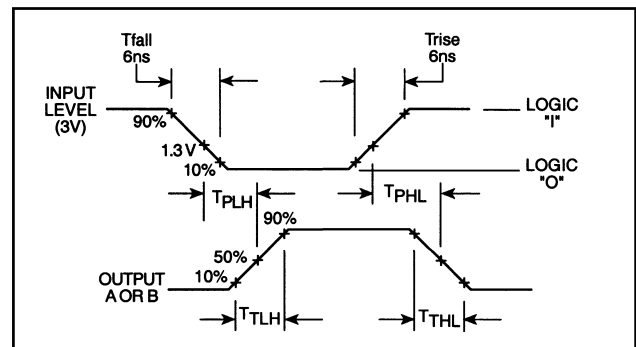 Tfall
6ns
Trise
6ns
INPUT
LEVEL
(3V)
90%
1.3 V
10%
LOGIC
"I"
LOGIC
"O"
TPLH
TPHL
90%
50%
10%
OUTPUT
A OR B
TTLH
TTHL